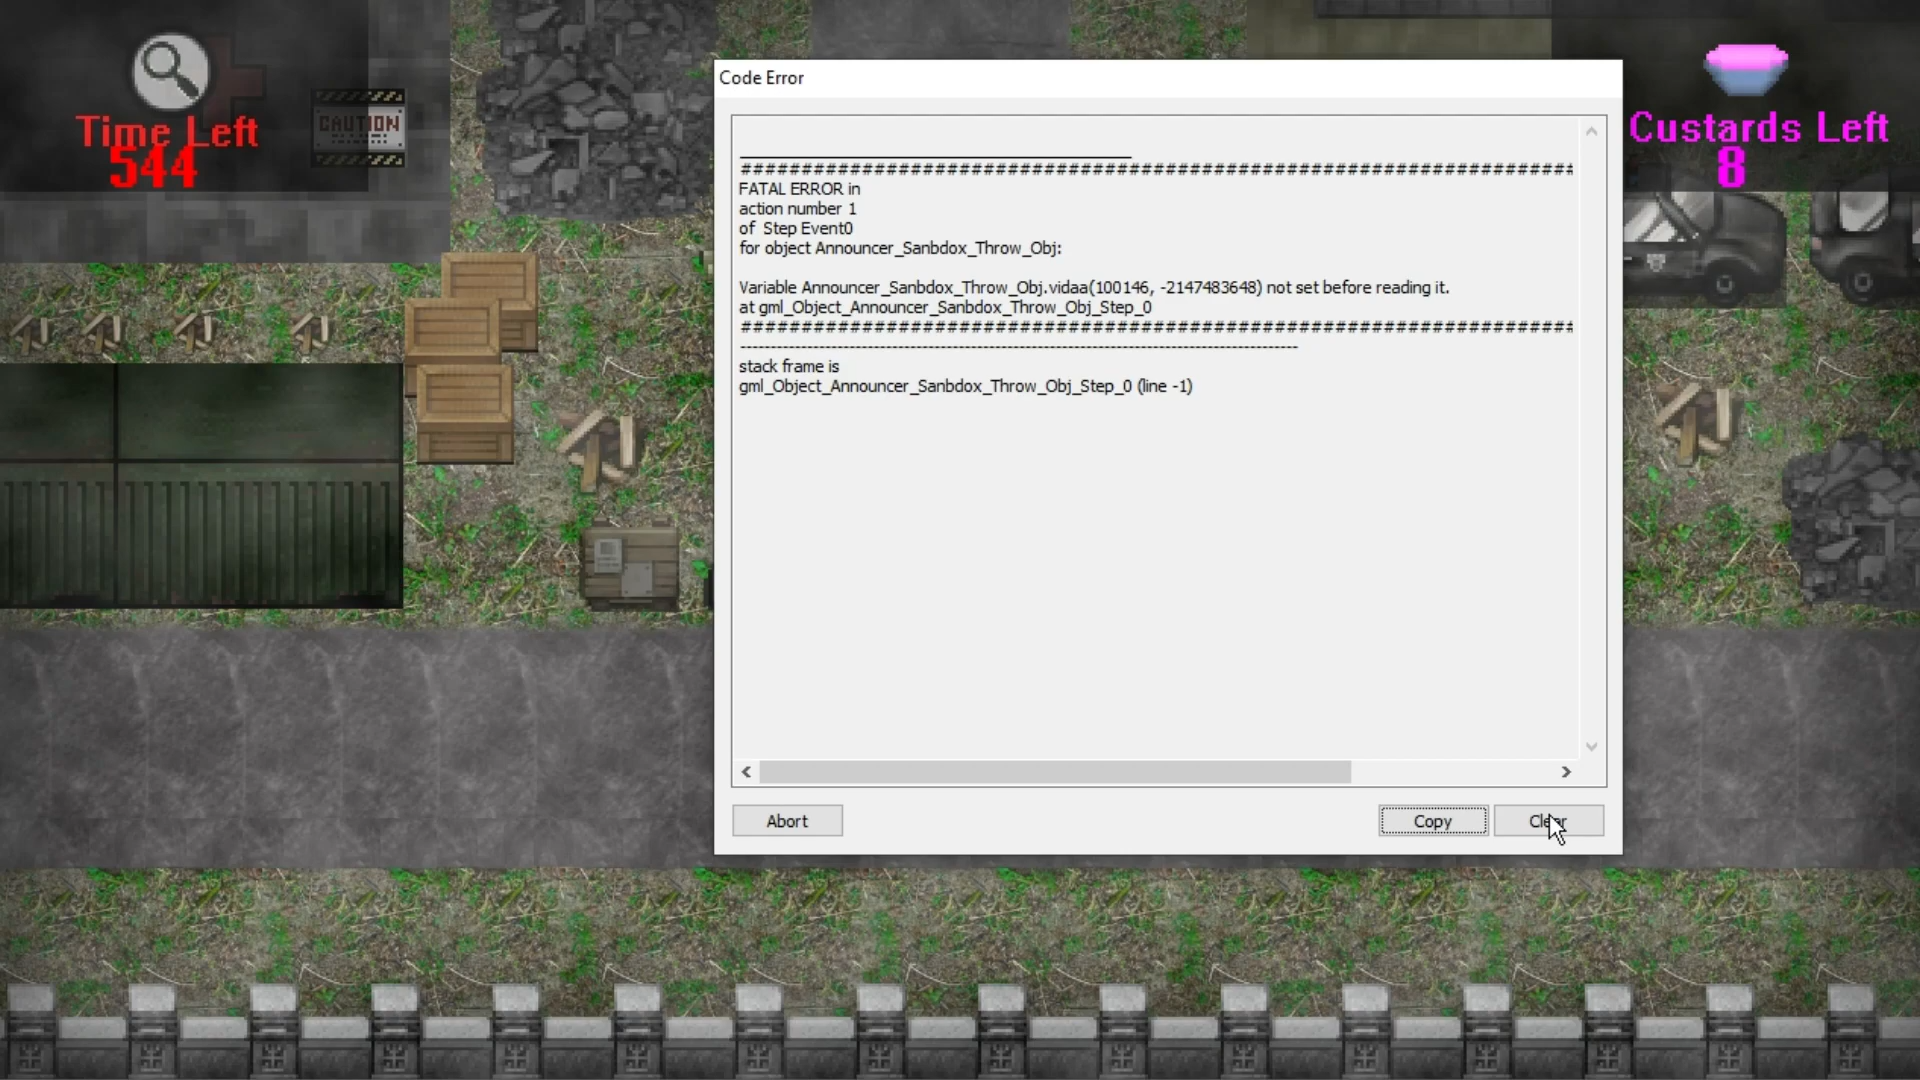 Time Left
544
CAUTION
Custards Left
8
Code Error
FATAL ERROR in
action number 1
of Step Event0
for object Announcer_Sanbdox_Throw_Obj:
Variable Announcer_Sanbdox_Throw_Obj.vidaa(100146, -2147483648) not set before reading it.
at gml_Object_Announcer_Sanbdox_Throw_Obj_Step_0
stack frame is
gml_Object_Announcer_Sanbdox_Throw_Obj_Step_0 (line -1)
Abort
Copy
Clear